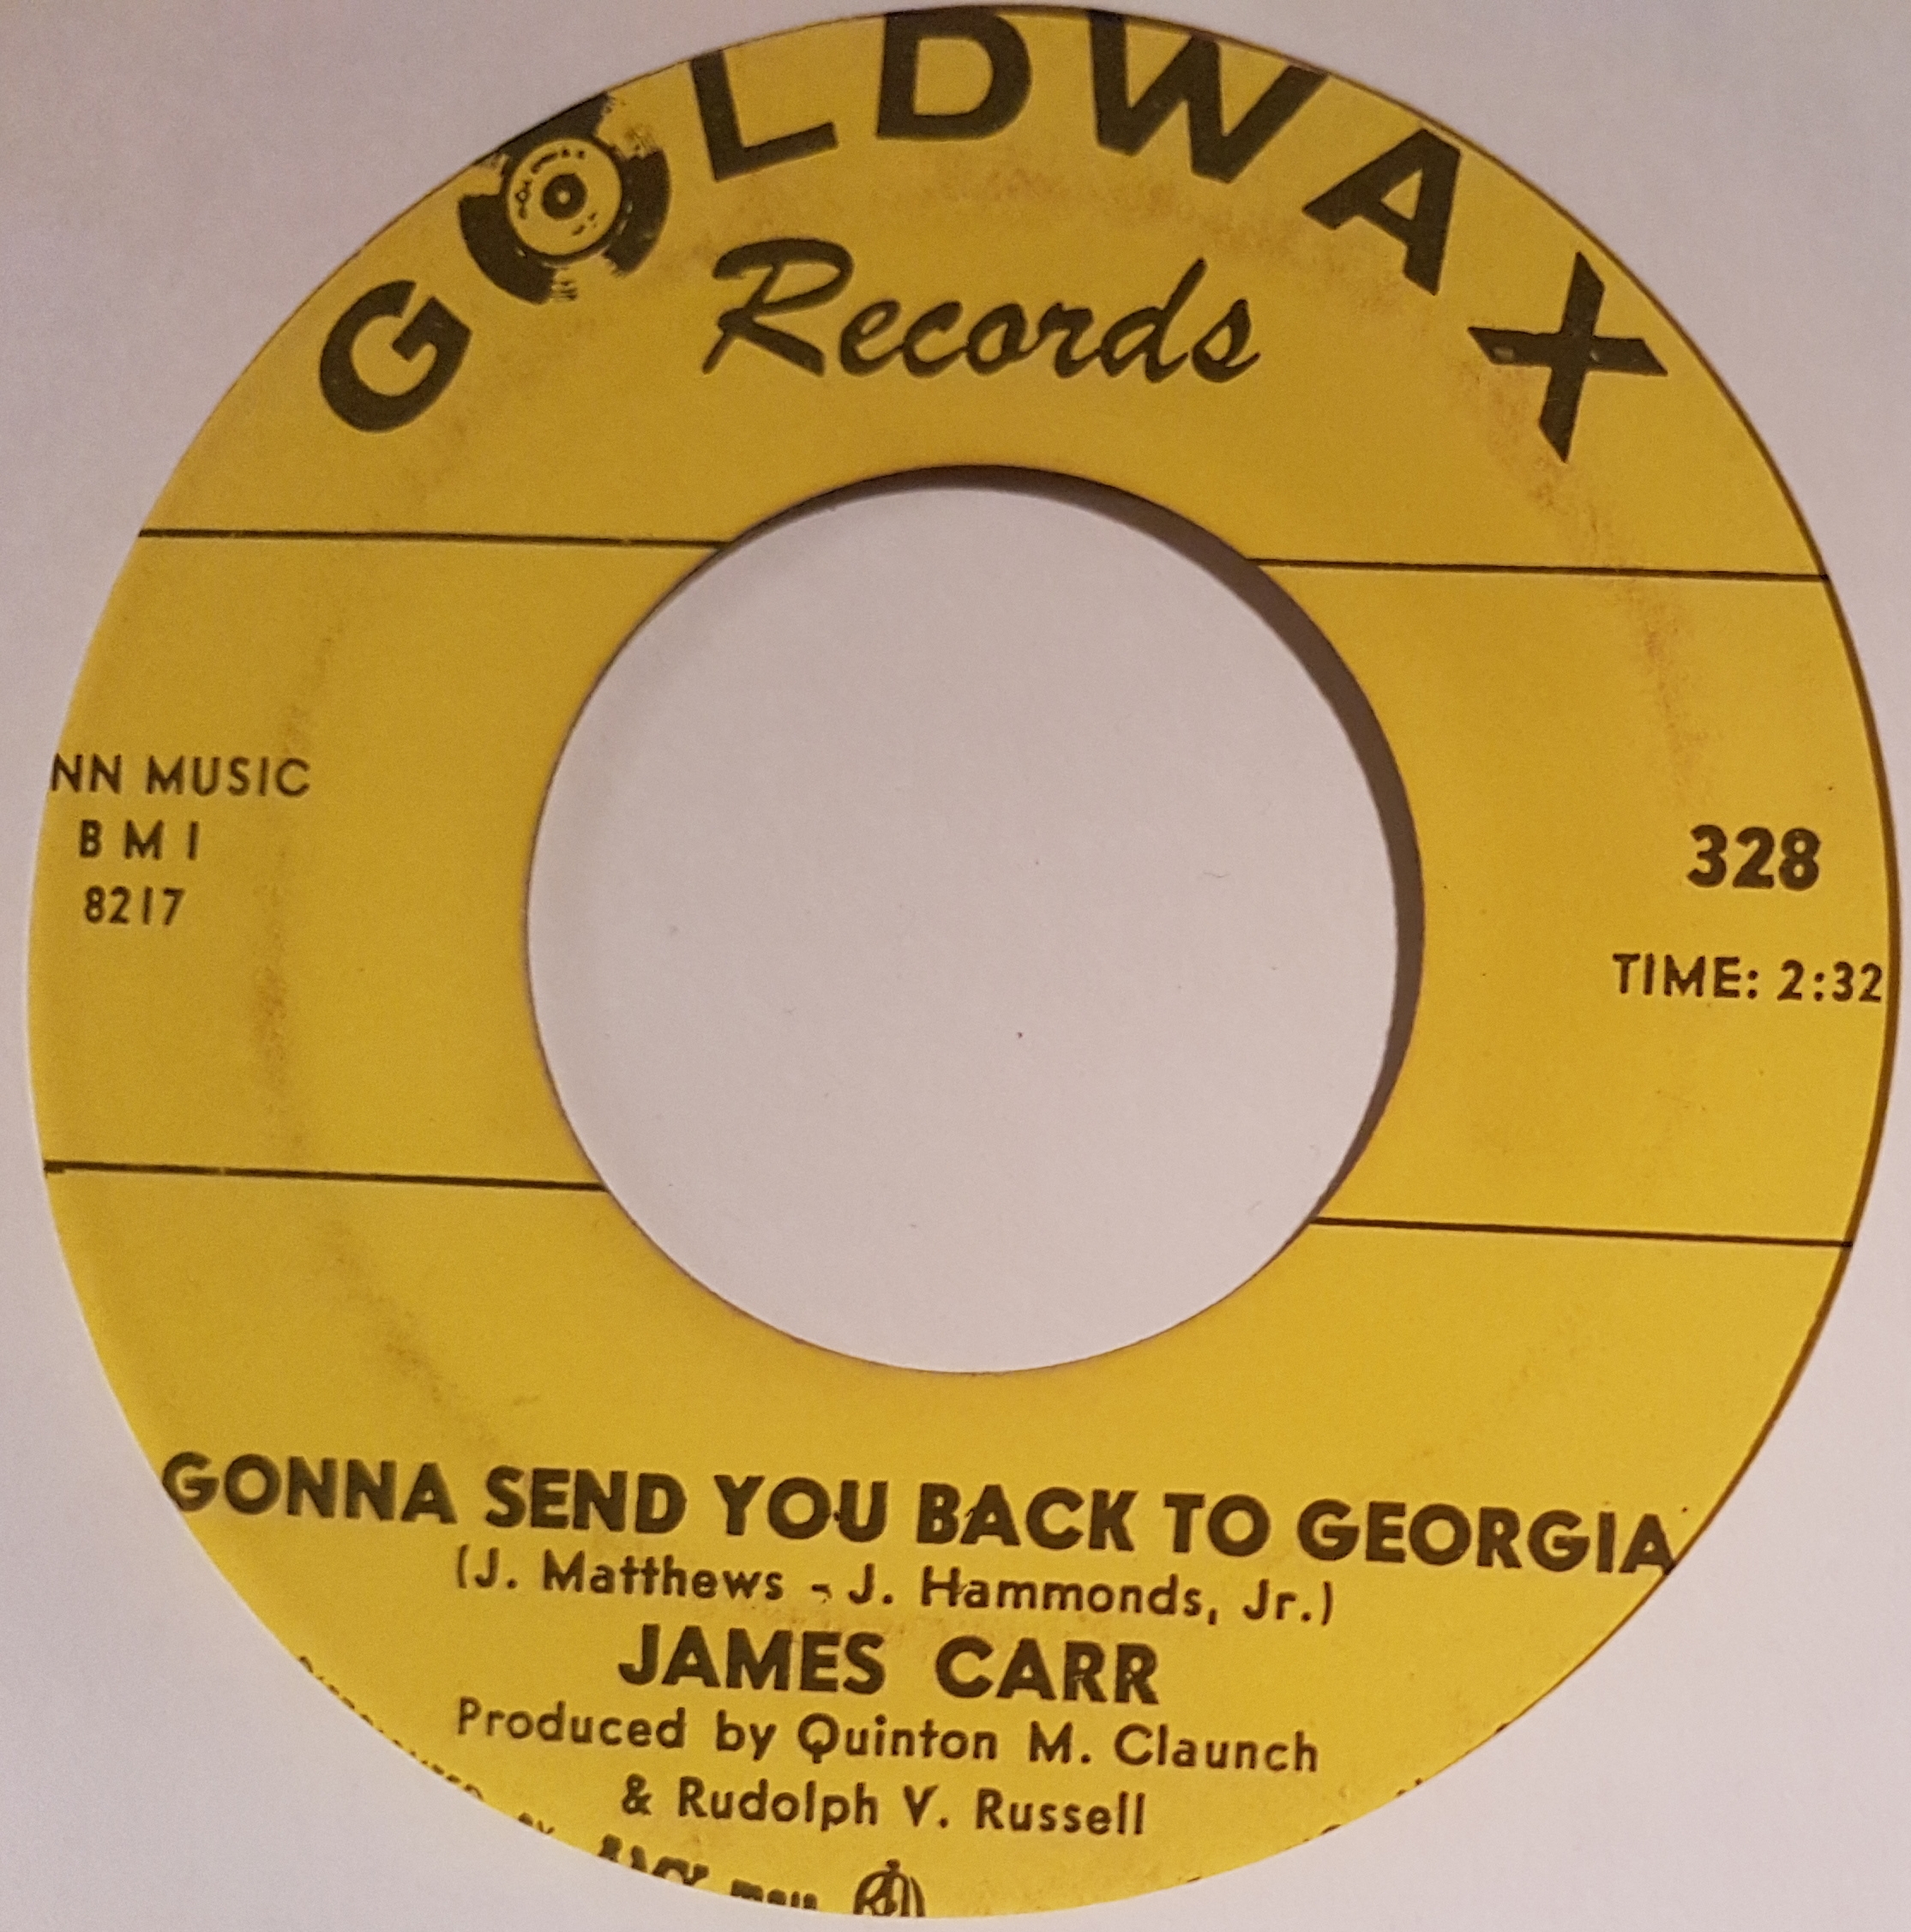 GOLDWAX
Records
NN MUSIC
BMI
8217
328
TIME: 2:32
GONNA SEND YOU BACK TO GEORGIA
(J. Matthews - J. Hammonds, Jr.)
JAMES CARR
Produced by Quinton M. Claunch
& Rudolph V. Russell